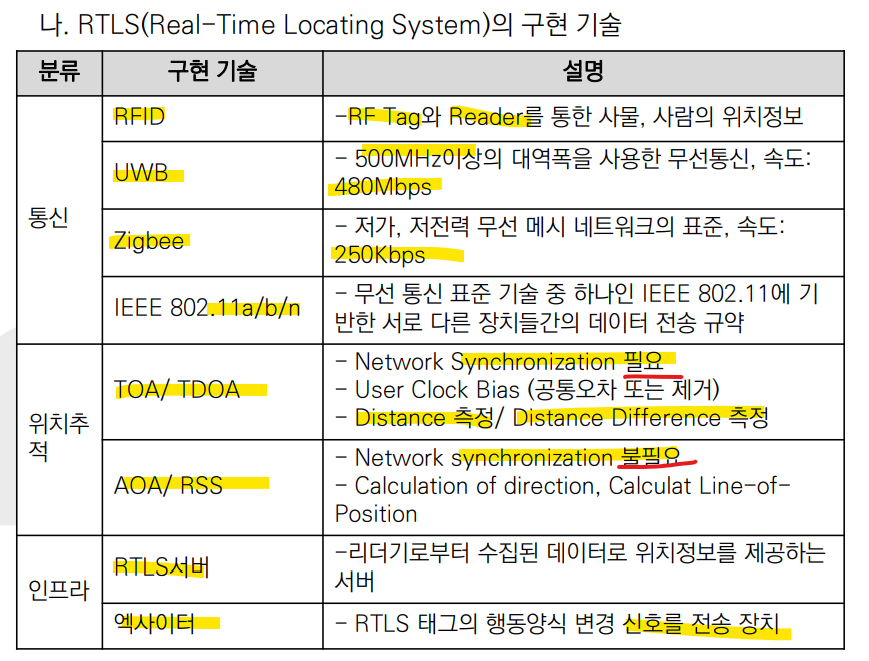 나. RTLS(Real-Time Locating System)의 구현 기술
분류 구현 기술 설명
통신
RFID
-RF Tag와 Reader를 통한 사물, 사람의 위치정보
UWB
- 500MHz이상의 대역폭을 사용한 무선통신, 속도:
480Mbps
Zigbee
- 저가, 저전력 무선 메시 네트워크의 표준, 속도:
250Kbps
IEEE 802.11a/b/n
- 무선 통신 표준 기술 중 하나인 IEEE 802.11에 기
반한 서로 다른 장치들간의 데이터 전송 규약
위치추
적
TOA/ TDOA
- Network Synchronization 필요
- User Clock Bias (공통오차 또는 제거)
- Distance 측정/ Distance Difference 측정
AOA/ RSS
- Network synchronization 불필요
- Calculation of direction, Calculat Line-of-
Position
인프라
RTLS서버
-리더기로부터 수집된 데이터로 위치정보를 제공하는
서버
엑사이터
- RTLS 태그의 행동양식 변경 신호를 전송 장치